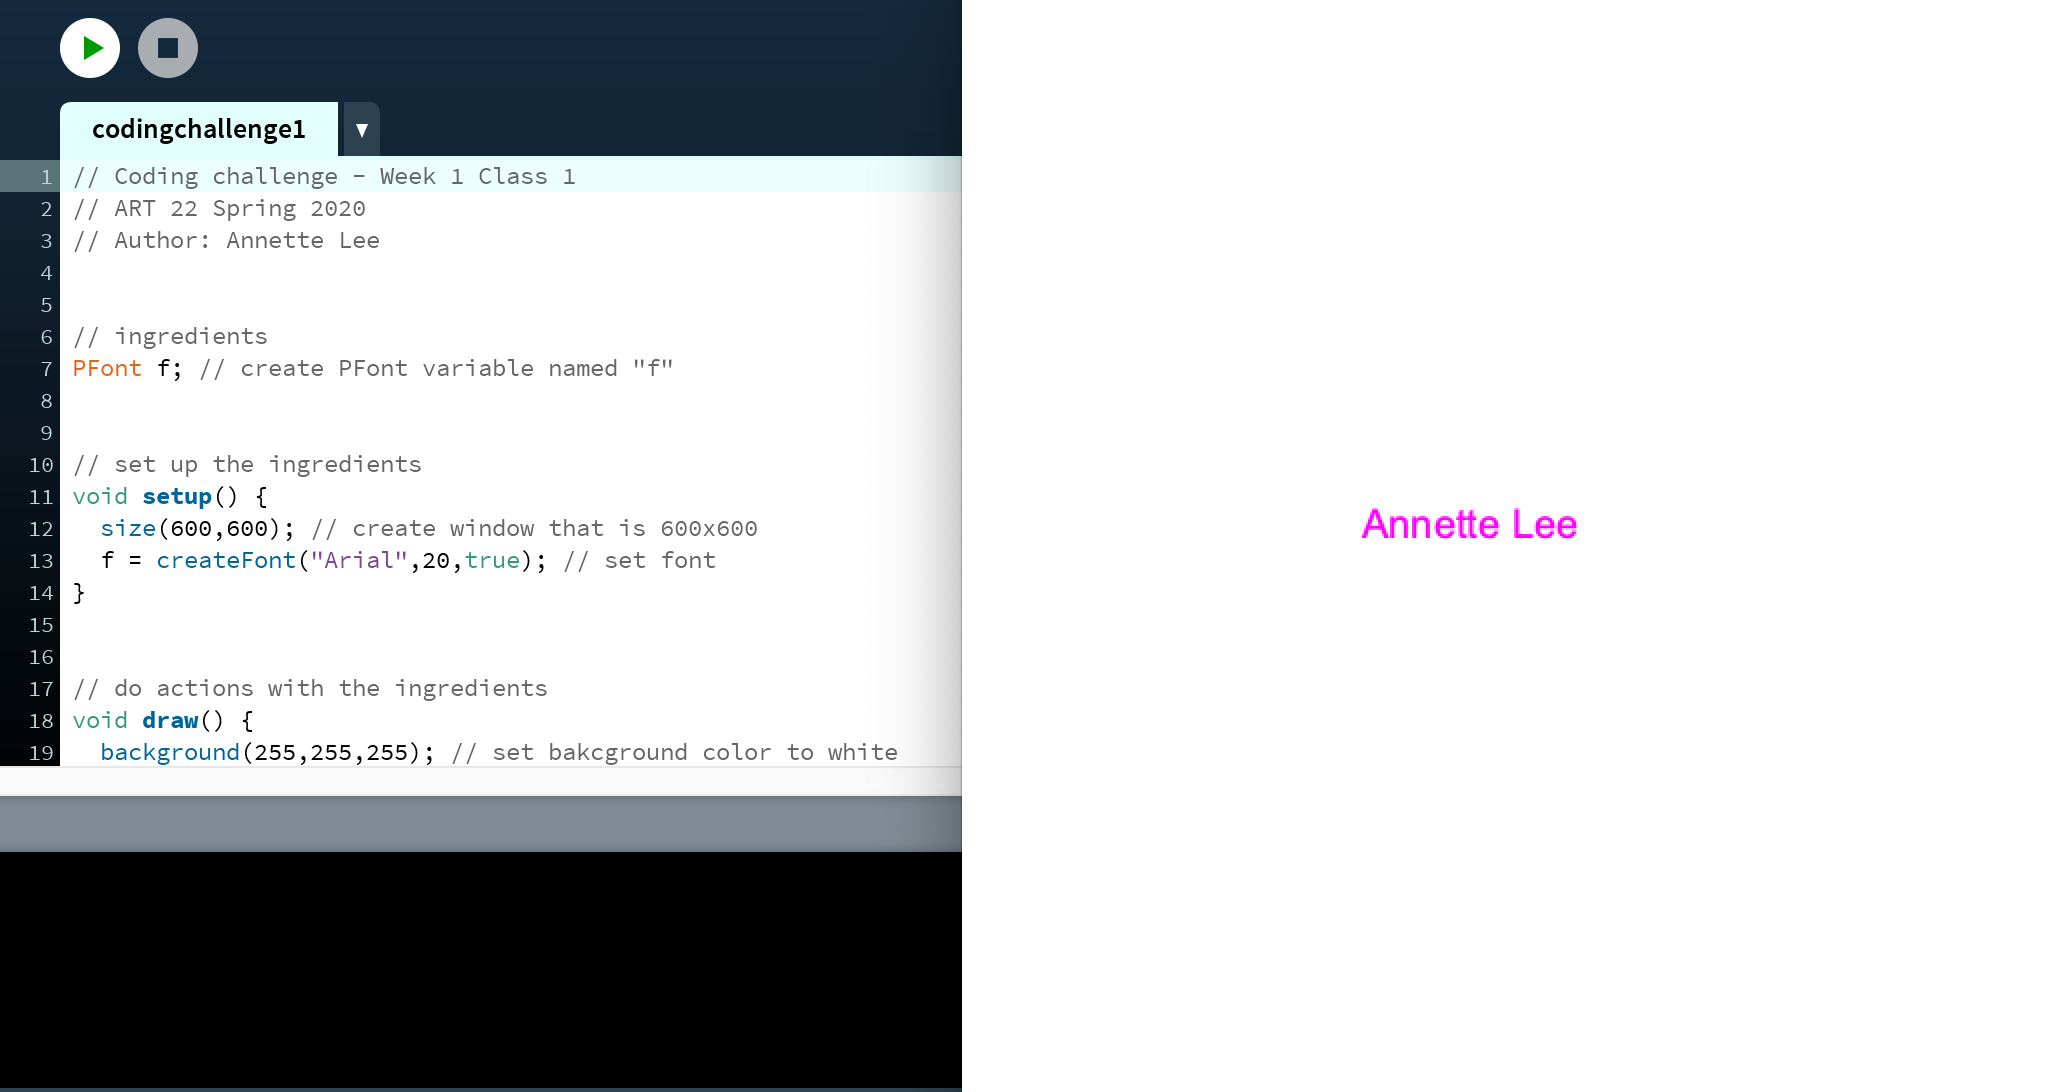 codingchallenge1 ▼
1 // Coding challenge - Week 1 Class 1
2 // ART 22 Spring 2020
3 // Author: Annette Lee
4
5
6 // ingredients
7 PFont f; // create PFont variable named "f"
8
9
10 // set up the ingredients
11 void setup() {
12   size(600,600); // create window that is 600x600
13   f = createFont("Arial",20,true); // set font
14 }
15
16
17 // do actions with the ingredients
18 void draw() {
19   background(255,255,255); // set bakcground color to white
Annette Lee